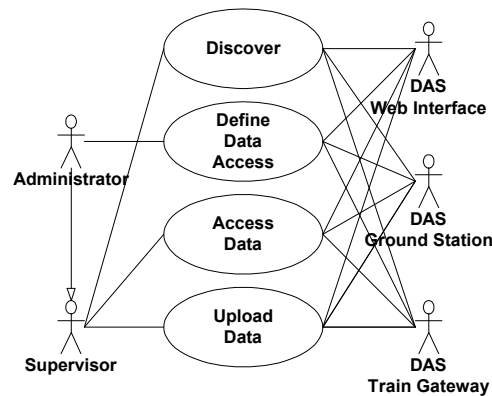 Discover
DAS
Web Interface
Define
Data
Access
Administrator
DAS
Ground Station
Access
Data
Upload
Data
Supervisor
DAS
Train Gateway